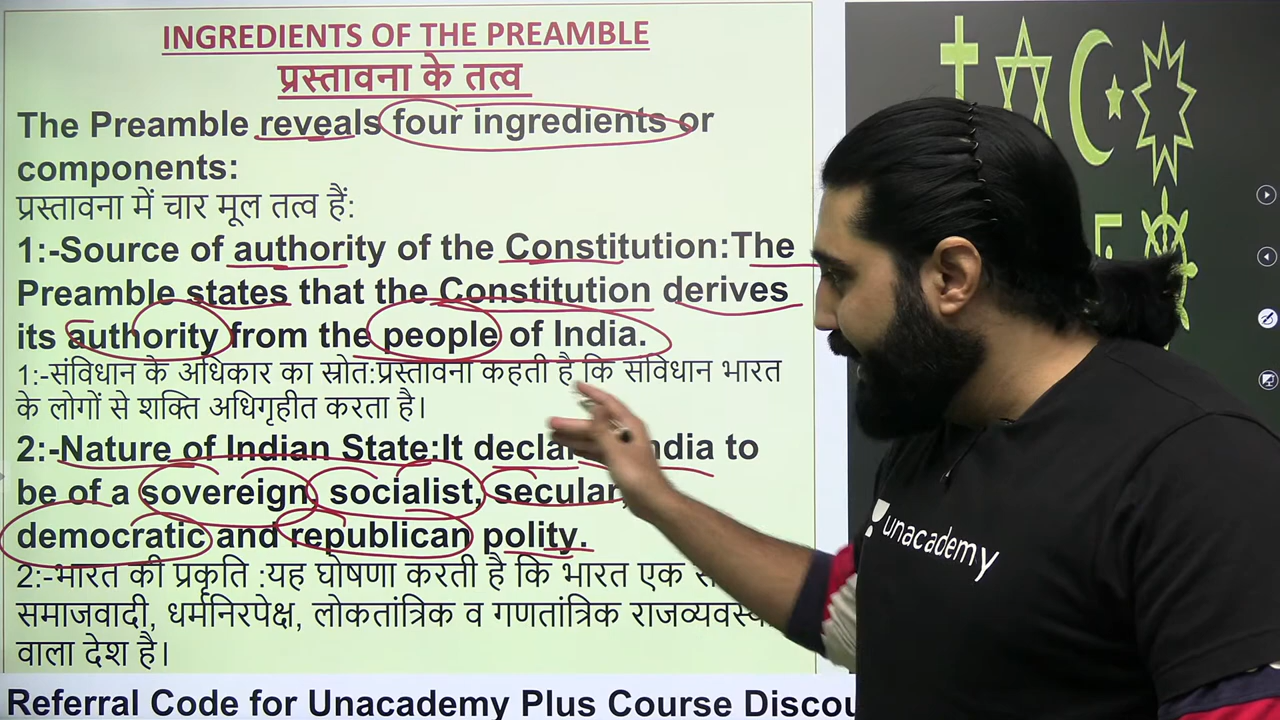 INGREDIENTS OF THE PREAMBLE
प्रस्तावना के तत्व
The Preamble reveals four ingredients or
components:
प्रस्तावना में चार मूल तत्व हैं:
1:-Source of authority of the Constitution:The
Preamble states that the Constitution derives
its authority from the people of India.
1:-संविधान के अधिकार का स्रोत:प्रस्तावना कहती है कि संविधान भारत
के लोगों से शक्ति अधिगृहीत करता है।
2:-Nature of Indian State:It India to
be of a sovereign, socialist, secular,
democratic and republican polity.
2:-भारत की प्रकृति :यह घोषणा करती है कि भारत एक
समाजवादी, धर्मनिरपेक्ष, लोकतांत्रिक व गणतांत्रिक
वाला देश है।
Referral Code for Unacademy Plus Course
unacademy